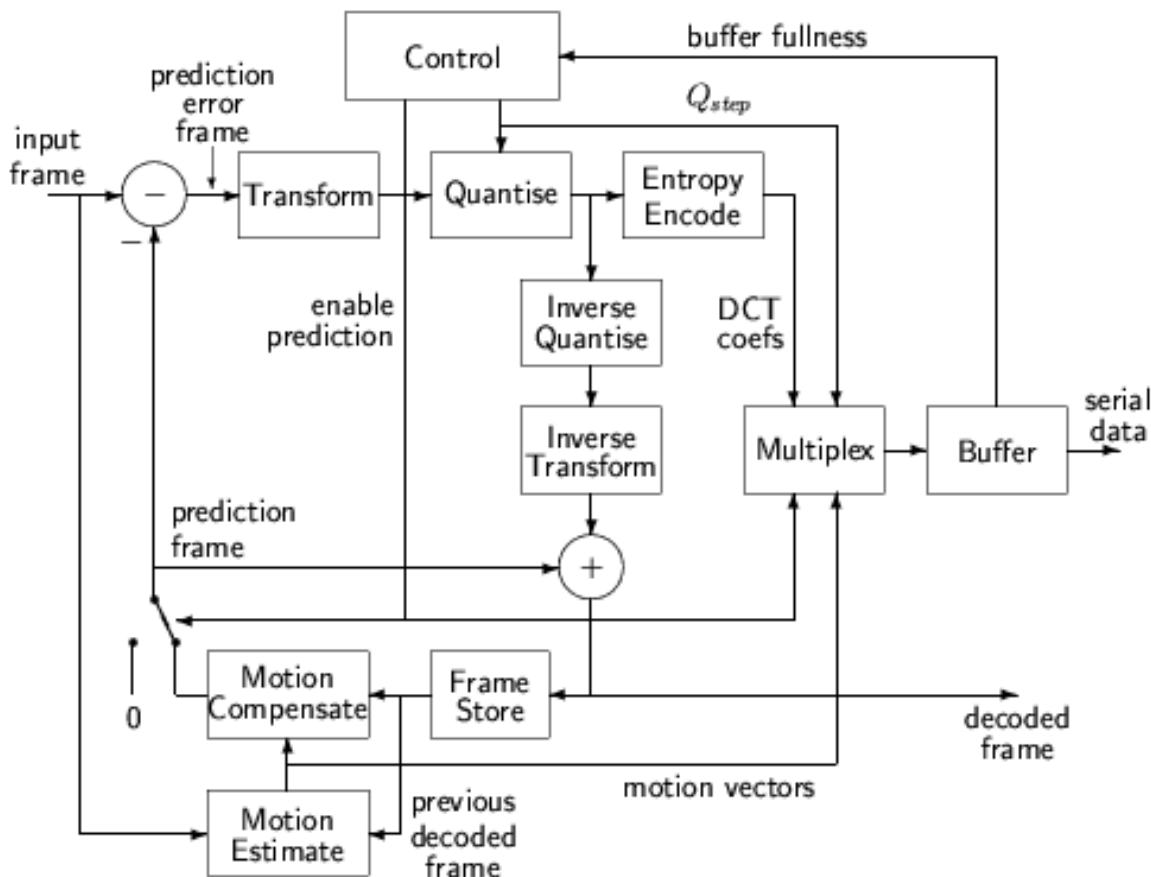 buffer fullness
Control
prediction
error
frame
Q_step
input
frame
−
−
Transform
Quantise
Entropy
Encode
enable
prediction
Inverse
Quantise
DCT
coefs
Inverse
Transform
Multiplex
Buffer
serial
data
prediction
frame
+
0
Motion
Compensate
Frame
Store
decoded
frame
motion vectors
Motion
Estimate
previous
decoded
frame